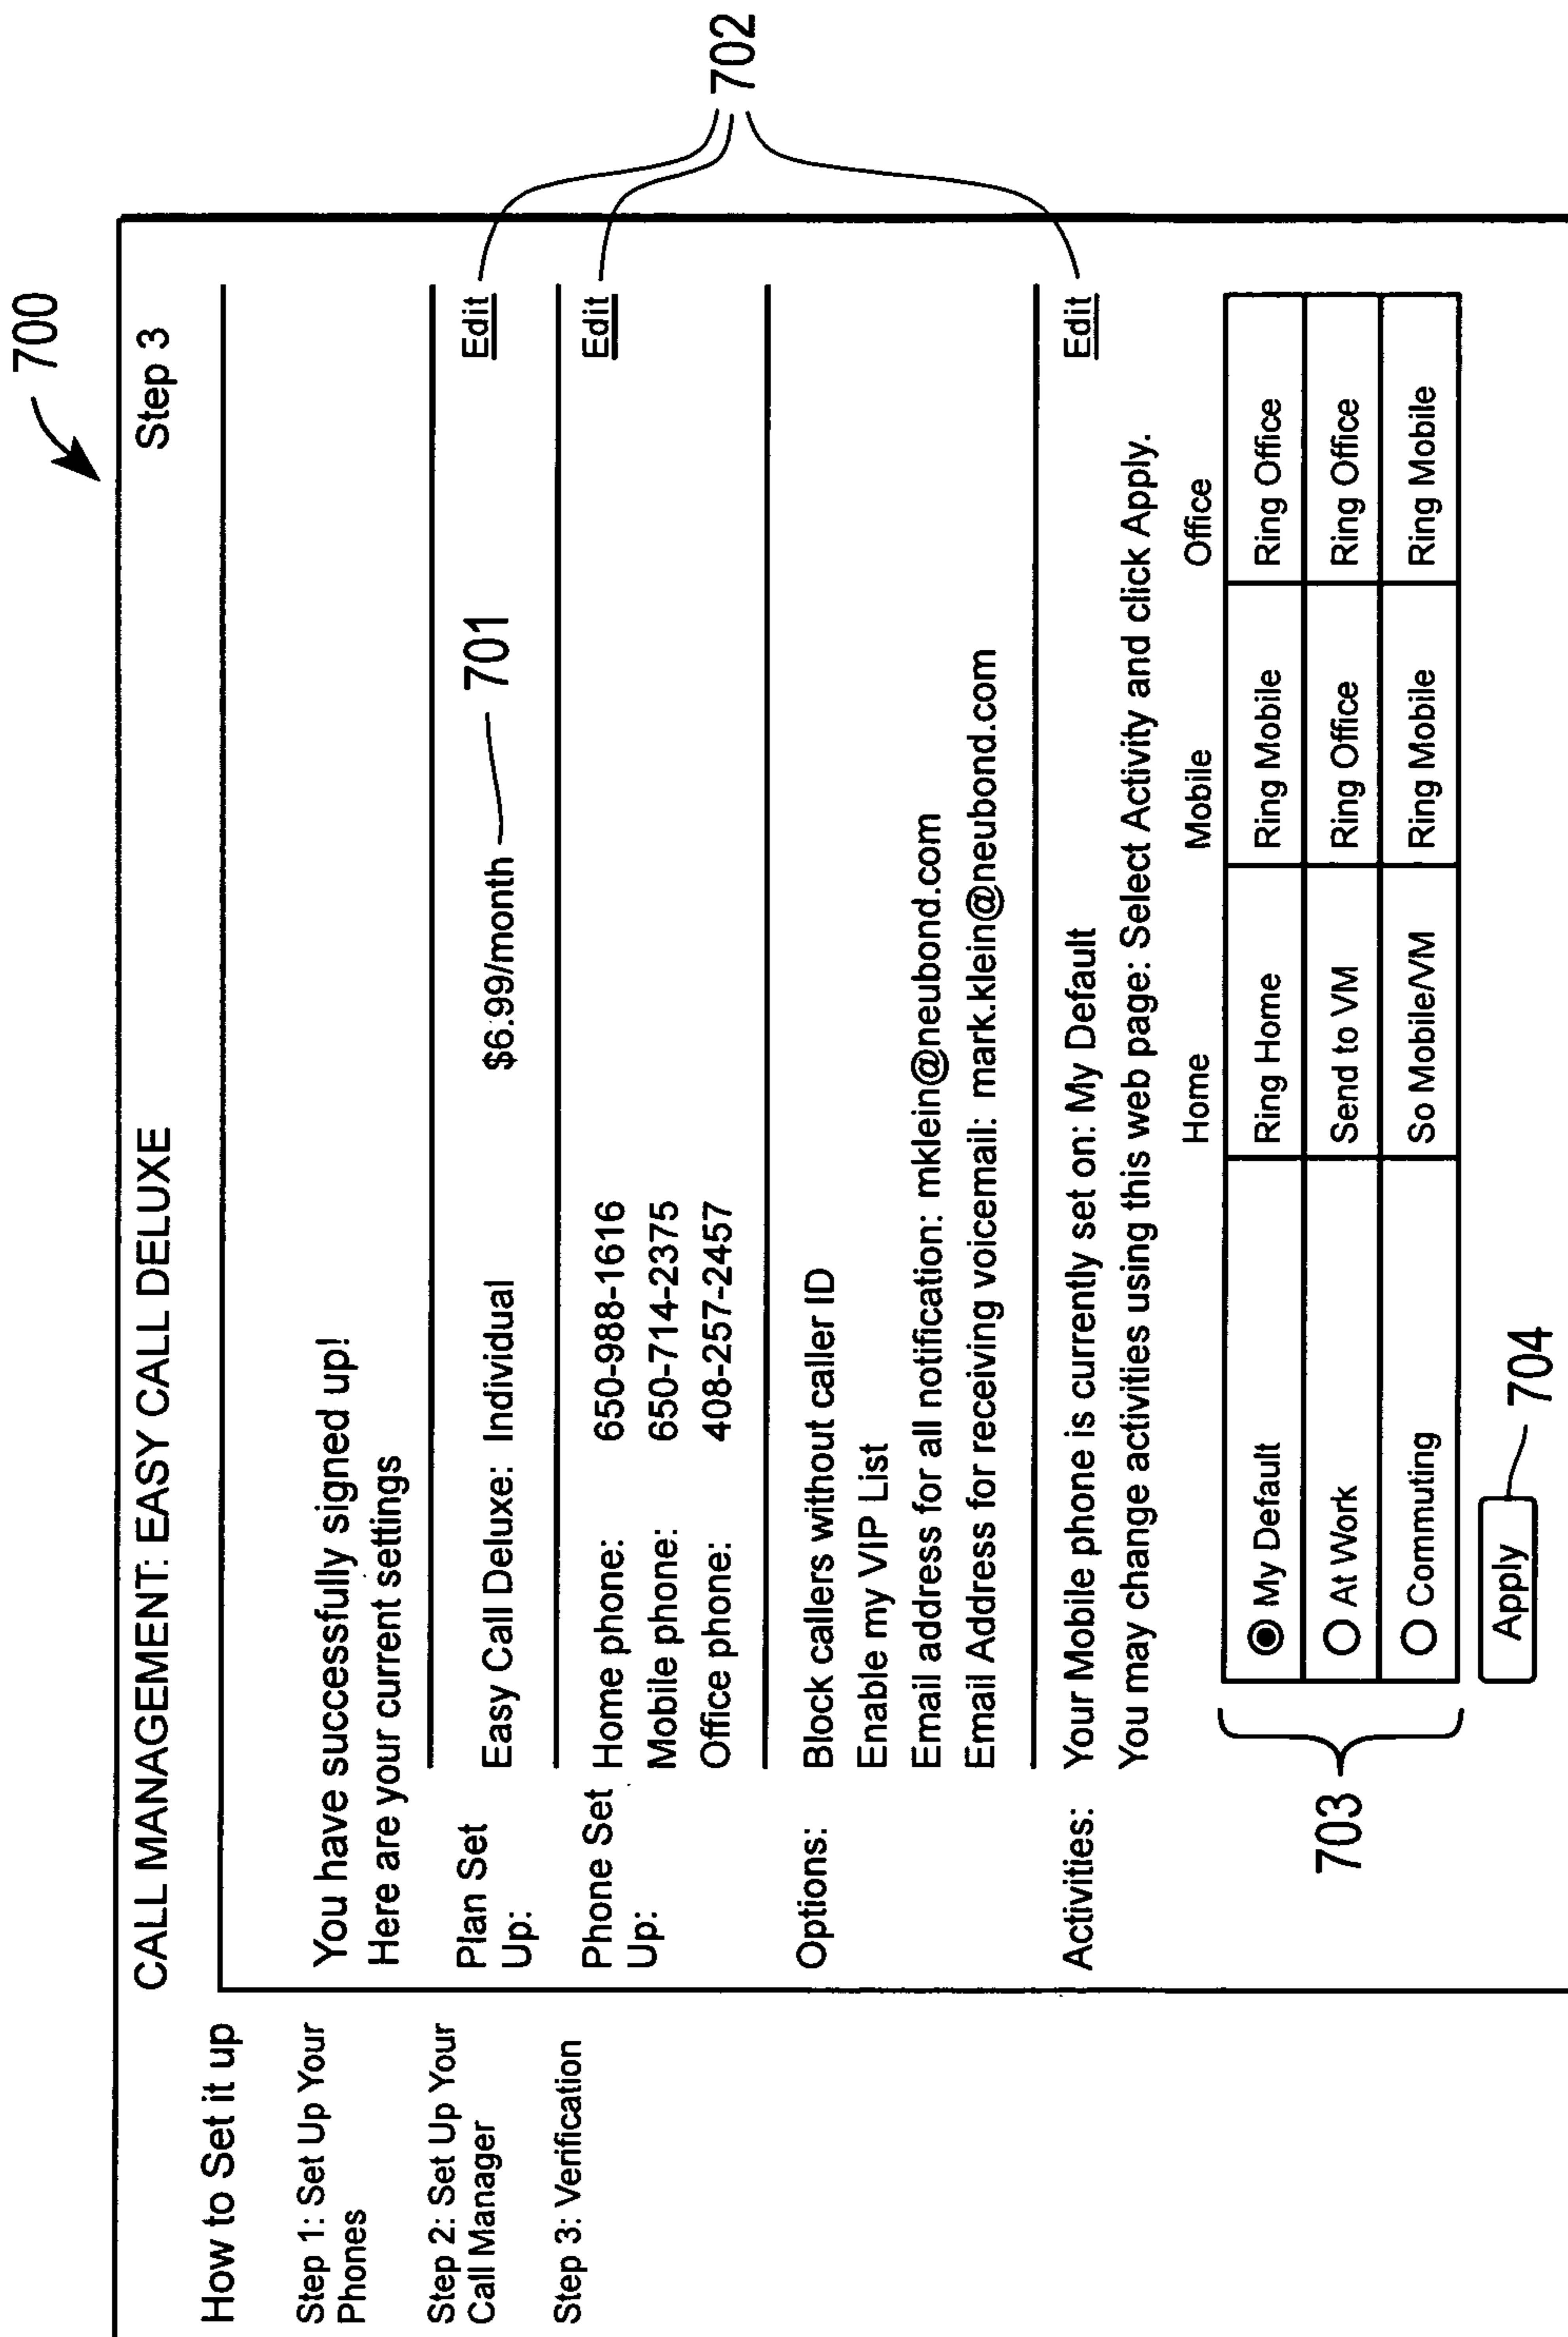 700
CALL MANAGEMENT: EASY CALL DELUXE Step 3
How to Set it up
Step 1: Set Up Your
Phones
Step 2: Set Up Your
Call Manager
Step 3: Verification
You have successfully signed up!
Here are your current settings
Plan Set
Up:
Easy Call Deluxe: Individual $6.99/month 701 Edit
702
Phone Set
Up:
Home phone: 650-988-1616 Edit
Mobile phone: 650-714-2375
Office phone: 408-257-2457
Options: Block callers without caller ID
Enable my VIP List
Email address for all notification: mklein@neubond.com
Email Address for receiving voicemail: mark.klein@neubond.com
Activities: Your Mobile phone is currently set on: My Default Edit
You may change activities using this web page: Select Activity and click Apply.
Home Mobile Office
My Default Ring Home Ring Mobile Ring Office
At Work Send to VM Ring Office Ring Office
Commuting So Mobile/VM Ring Mobile Ring Mobile
703
Apply 704